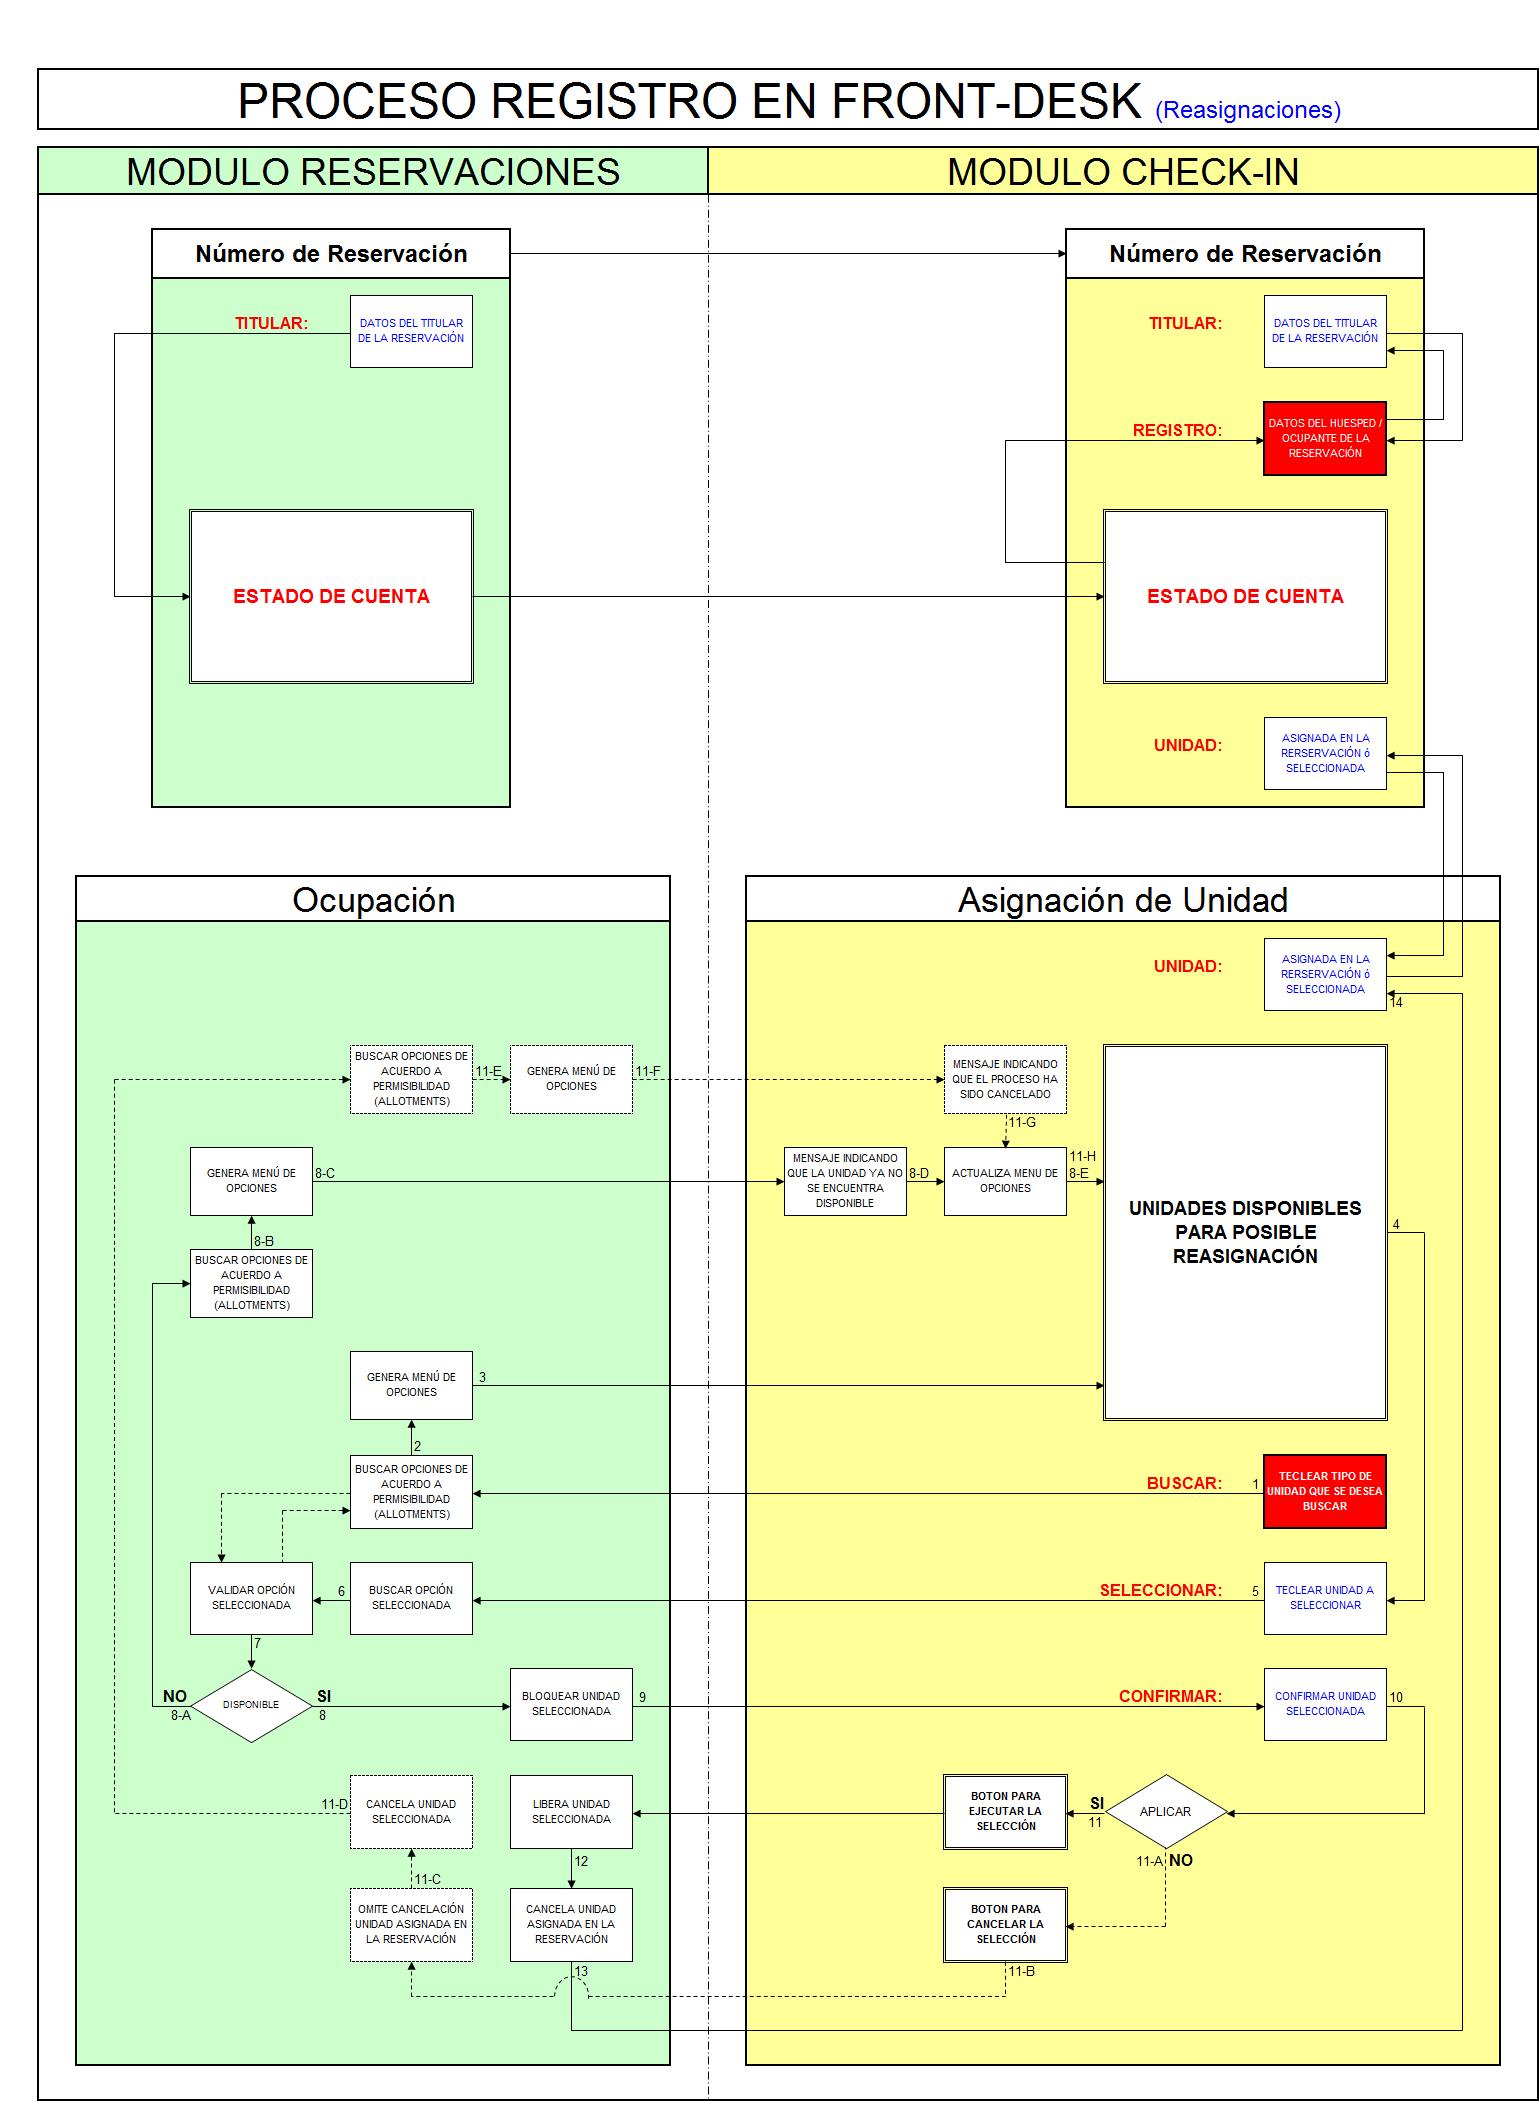 PROCESO REGISTRO EN FRONT-DESK (Reasignaciones)
MODULO RESERVACIONES
MODULO CHECK-IN
Número de Reservación
TITULAR:
DATOS DEL TITULAR
DE LA RESERVACIÓN
ESTADO DE CUENTA
Número de Reservación
TITULAR:
DATOS DEL TITULAR
DE LA RESERVACIÓN
REGISTRO:
DATOS DEL HUESPED /
OCUPANTE DE LA
RESERVACIÓN
ESTADO DE CUENTA
UNIDAD:
ASIGNADA EN LA
RERSERVACIÓN ó
SELECCIONADA
Ocupación
Asignación de Unidad
UNIDAD:
ASIGNADA EN LA
RERSERVACIÓN ó
SELECCIONADA
14
BUSCAR OPCIONES DE
ACUERDO A
PERMISIBILIDAD
(ALLOTMENTS)
11-E
GENERA MENÚ DE
OPCIONES
11-F
MENSAJE INDICANDO
QUE EL PROCESO HA
SIDO CANCELADO
11-G
GENERA MENÚ DE
OPCIONES
8-C
MENSAJE INDICANDO
QUE LA UNIDAD YA NO
SE ENCUENTRA
DISPONIBLE
8-D
ACTUALIZA MENU DE
OPCIONES
11-H
8-E
UNIDADES DISPONIBLES
PARA POSIBLE
REASIGNACIÓN
4
8-B
BUSCAR OPCIONES DE
ACUERDO A
PERMISIBILIDAD
(ALLOTMENTS)
GENERA MENÚ DE
OPCIONES
3
2
BUSCAR OPCIONES DE
ACUERDO A
PERMISIBILIDAD
(ALLOTMENTS)
BUSCAR:
1
TECLEAR TIPO DE
UNIDAD QUE SE DESEA
BUSCAR
VALIDAR OPCIÓN
SELECCIONADA
6
BUSCAR OPCIÓN
SELECCIONADA
SELECCIONAR:
5
TECLEAR UNIDAD A
SELECCIONAR
7
NO
8-A
DISPONIBLE
SI
8
BLOQUEAR UNIDAD
SELECCIONADA
9
CONFIRMAR:
CONFIRMAR UNIDAD
SELECCIONADA
10
11-D
CANCELA UNIDAD
SELECCIONADA
LIBERA UNIDAD
SELECCIONADA
BOTON PARA
EJECUTAR LA
SELECCIÓN
SI
11
APLICAR
11-A
NO
11-C
12
OMITE CANCELACIÓN
UNIDAD ASIGNADA EN
LA RESERVACIÓN
CANCELA UNIDAD
ASIGNADA EN LA
RESERVACIÓN
BOTON PARA
CANCELAR LA
SELECCIÓN
13
11-B